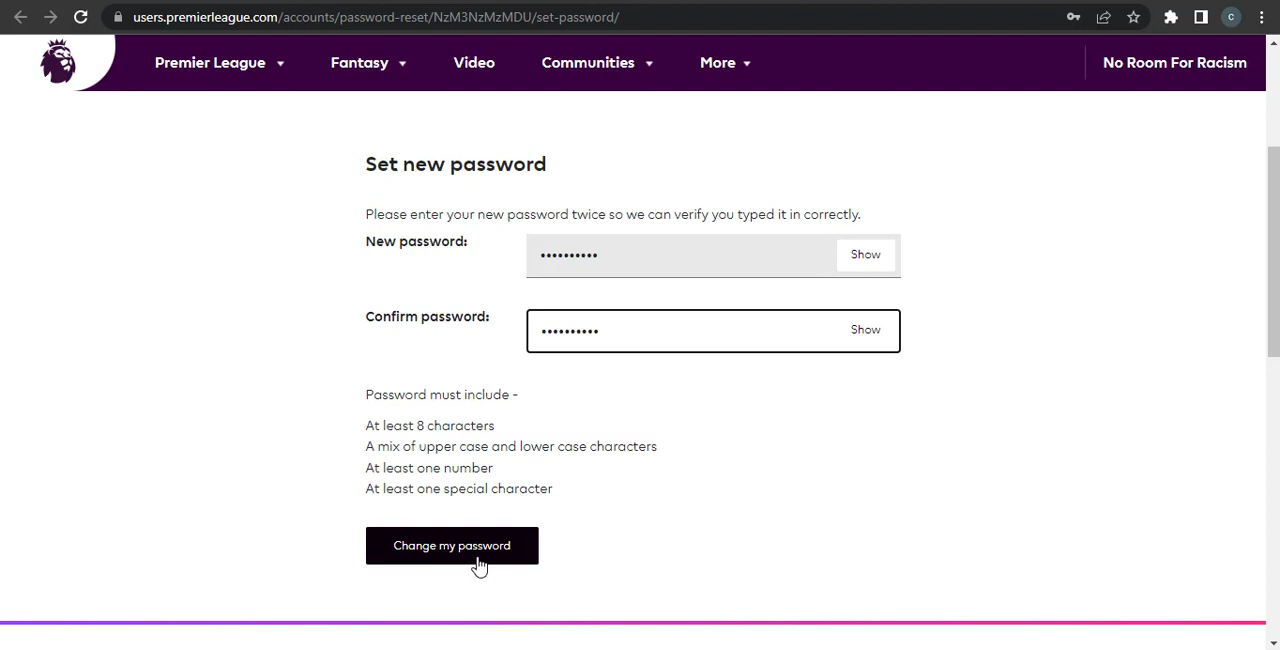 users.premierleague.com/accounts/password-reset/NzM3NzMzMDU/set-password/
C
Premier League
Fantasy
Video
Communities
More
No Room For Racism
Set new password
Please enter your new password twice so we can verify you typed it in correctly.
New password:
••••••••••
Show
Confirm password:
••••••••••
Show
Password must include -
At least 8 characters
A mix of upper case and lower case characters
At least one number
At least one special character
Change my password